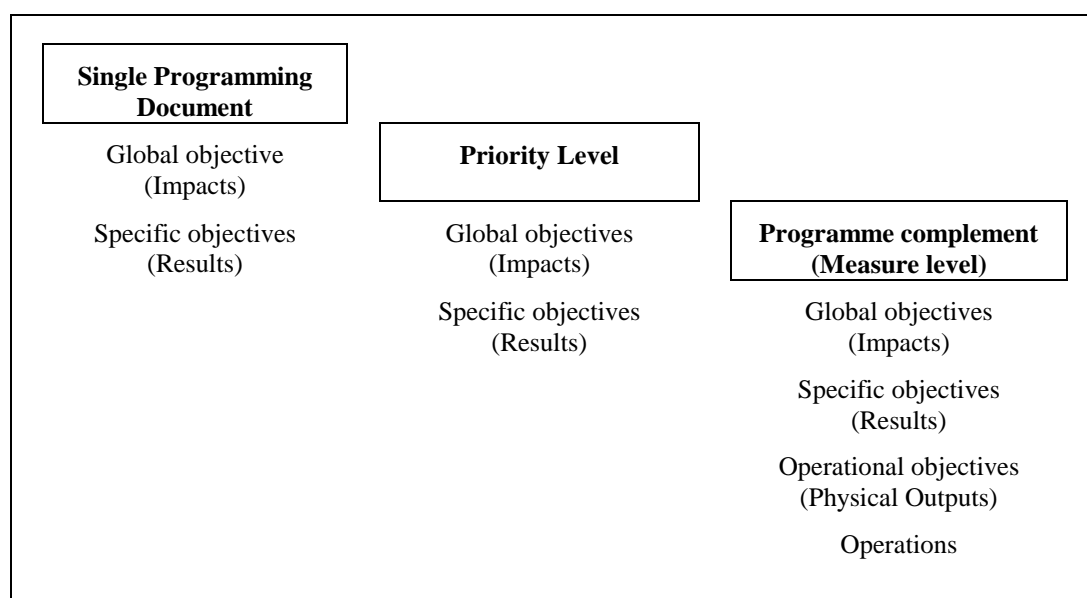 Single Programming
Document
Global objective
(Impacts)
Specific objectives
(Results)
Priority Level
Global objectives
(Impacts)
Specific objectives
(Results)
Programme complement
(Measure level)
Global objectives
(Impacts)
Specific objectives
(Results)
Operational objectives
(Physical Outputs)
Operations